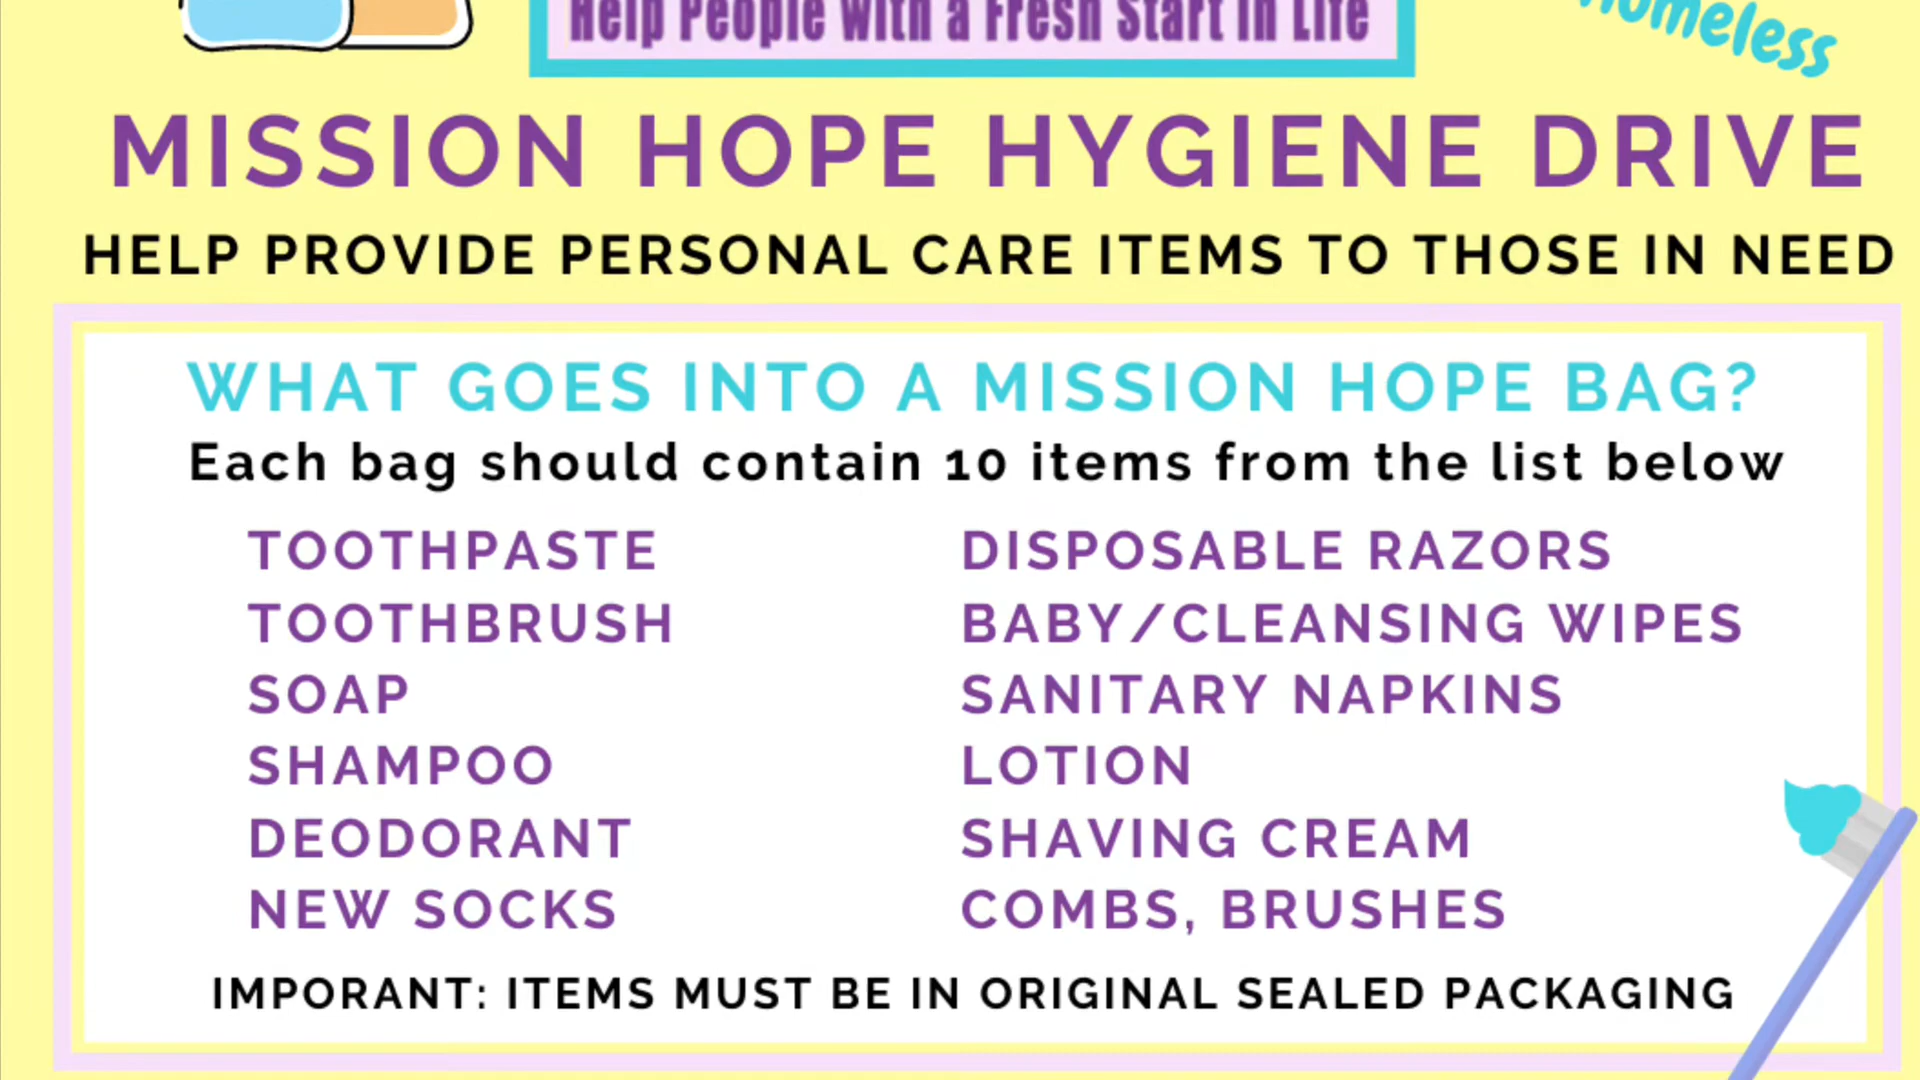 Help People With a Fresh Start in Life
Homeless
MISSION HOPE HYGIENE DRIVE
HELP PROVIDE PERSONAL CARE ITEMS TO THOSE IN NEED
WHAT GOES INTO A MISSION HOPE BAG?
Each bag should contain 10 items from the list below
TOOTHPASTE
TOOTHBRUSH
SOAP
SHAMPOO
DEODORANT
NEW SOCKS
DISPOSABLE RAZORS
BABY/CLEANSING WIPES
SANITARY NAPKINS
LOTION
SHAVING CREAM
COMBS, BRUSHES
IMPORANT: ITEMS MUST BE IN ORIGINAL SEALED PACKAGING